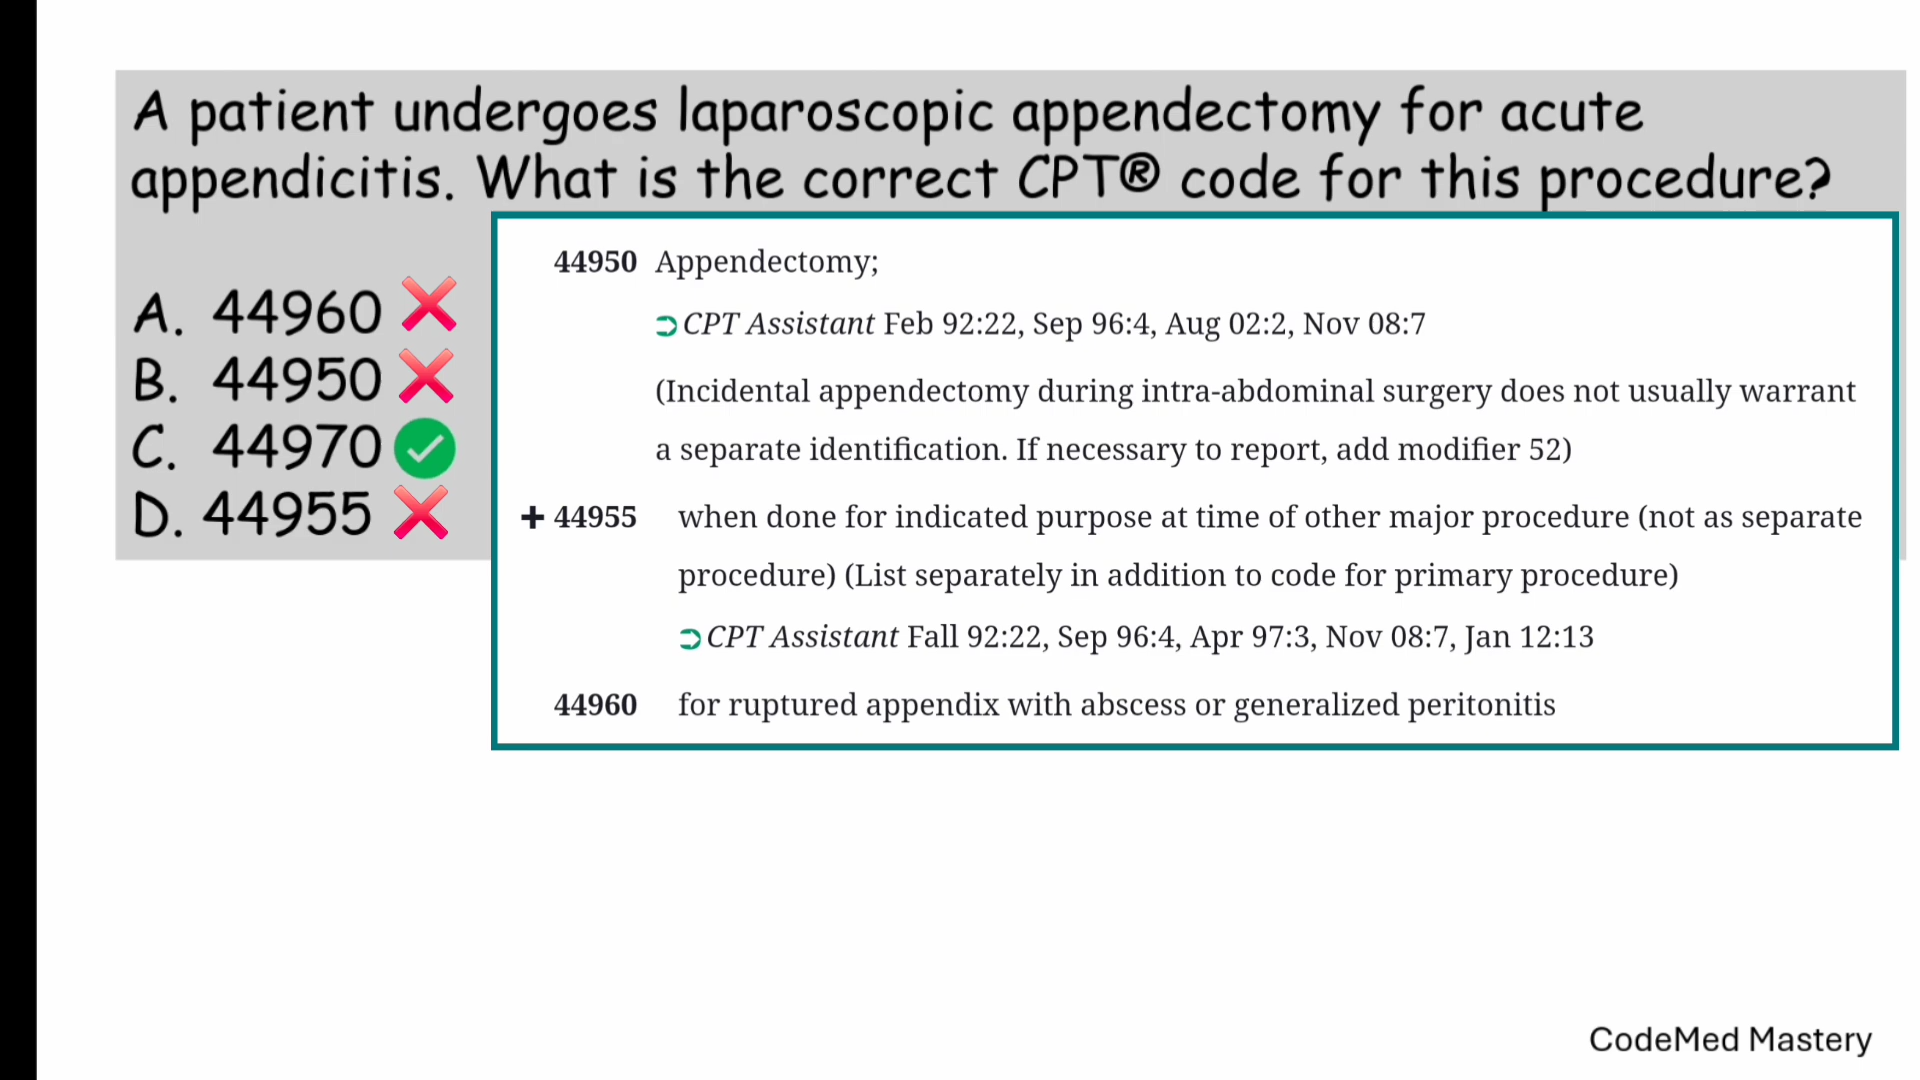 A patient undergoes laparoscopic appendectomy for acute
appendicitis. What is the correct CPT® code for this procedure?
A. 44960
B. 44950
C. 44970
D. 44955
44950 Appendectomy;
CPT Assistant Feb 92:22, Sep 96:4, Aug 02:2, Nov 08:7
(Incidental appendectomy during intra-abdominal surgery does not usually warrant
a separate identification. If necessary to report, add modifier 52)
+ 44955 when done for indicated purpose at time of other major procedure (not as separate
procedure) (List separately in addition to code for primary procedure)
CPT Assistant Fall 92:22, Sep 96:4, Apr 97:3, Nov 08:7, Jan 12:13
44960 for ruptured appendix with abscess or generalized peritonitis
CodeMed Mastery